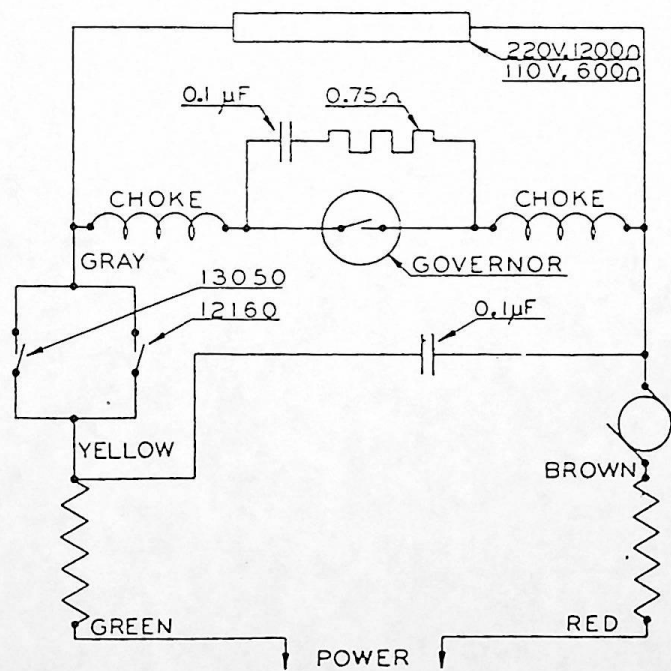 220V,1200Ω
110V,600Ω
0.1 µF
0.75Ω
CHOKE
CHOKE
GRAY
GOVERNOR
13050
12160
0.1µF
YELLOW
BROWN
GREEN
RED
POWER